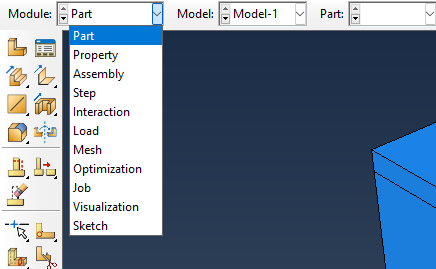 Module: Part Model: Model-1 Part:
Part
Property
Assembly
Step
Interaction
Load
Mesh
Optimization
Job
Visualization
Sketch